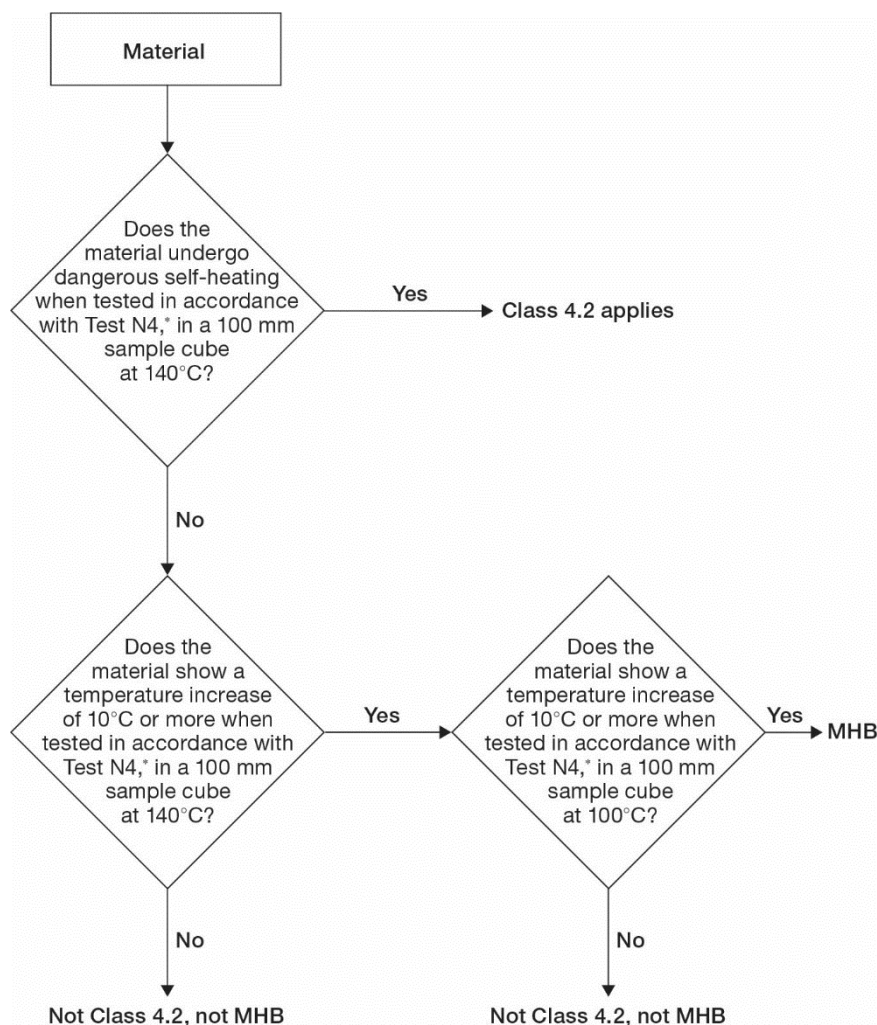 Material
Does the
material undergo
dangerous self-heating
when tested in accordance
with Test N4,* in a 100 mm
sample cube
at 140°C?
Yes
Class 4.2 applies
No
Does the
material show a
temperature increase
of 10°C or more when
tested in accordance with
Test N4,* in a 100 mm
sample cube
at 140°C?
Yes
Does the
material show a
temperature increase
of 10°C or more when
tested in accordance with
Test N4,* in a 100 mm
sample cube
at 100°C?
Yes
MHB
No
Not Class 4.2, not MHB
No
Not Class 4.2, not MHB